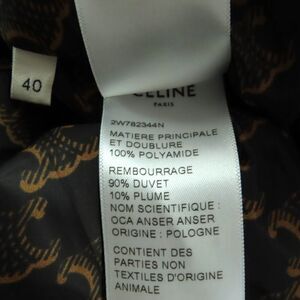 40
CELINE
PARIS
2W782344N
MATIERE PRINCIPALE
ET DOUBLURE
100% POLYAMIDE
REMBOURRAGE
90% DUVET
10% PLUME
NOM SCIENTIFIQUE :
OCA ANSER ANSER
ORIGINE : POLOGNE
CONTIENT DES
PARTIES NON
TEXTILES D'ORIGINE
ANIMALE